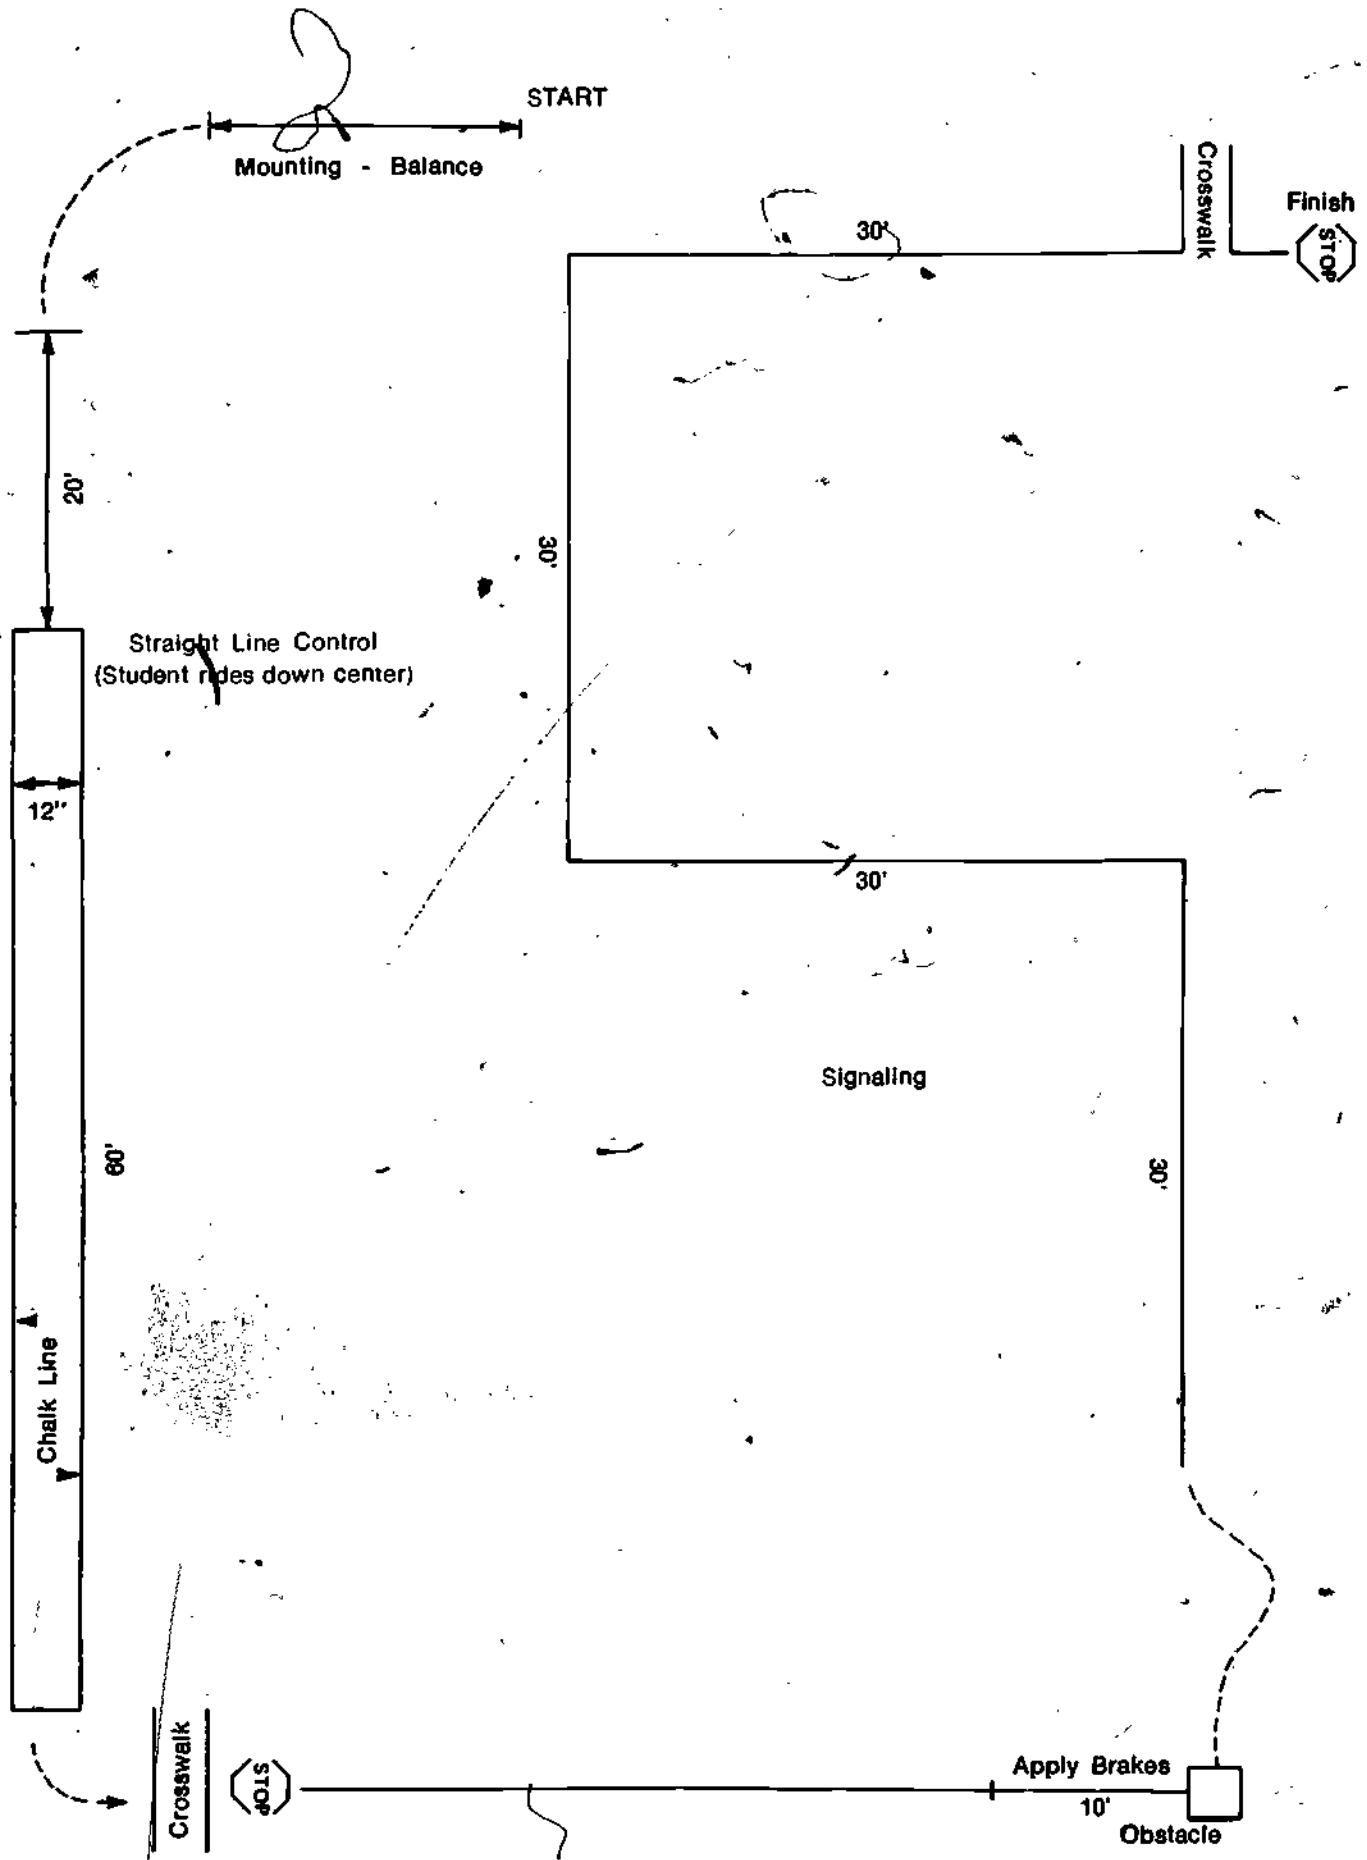 START
Mounting - Balance
Crosswalk
Finish
STOP
30'
20'
30'
Straight Line Control
(Student rides down center)
12"
30'
Signaling
60'
30'
Chalk Line
Crosswalk
STOP
Apply Brakes
10'
Obstacle